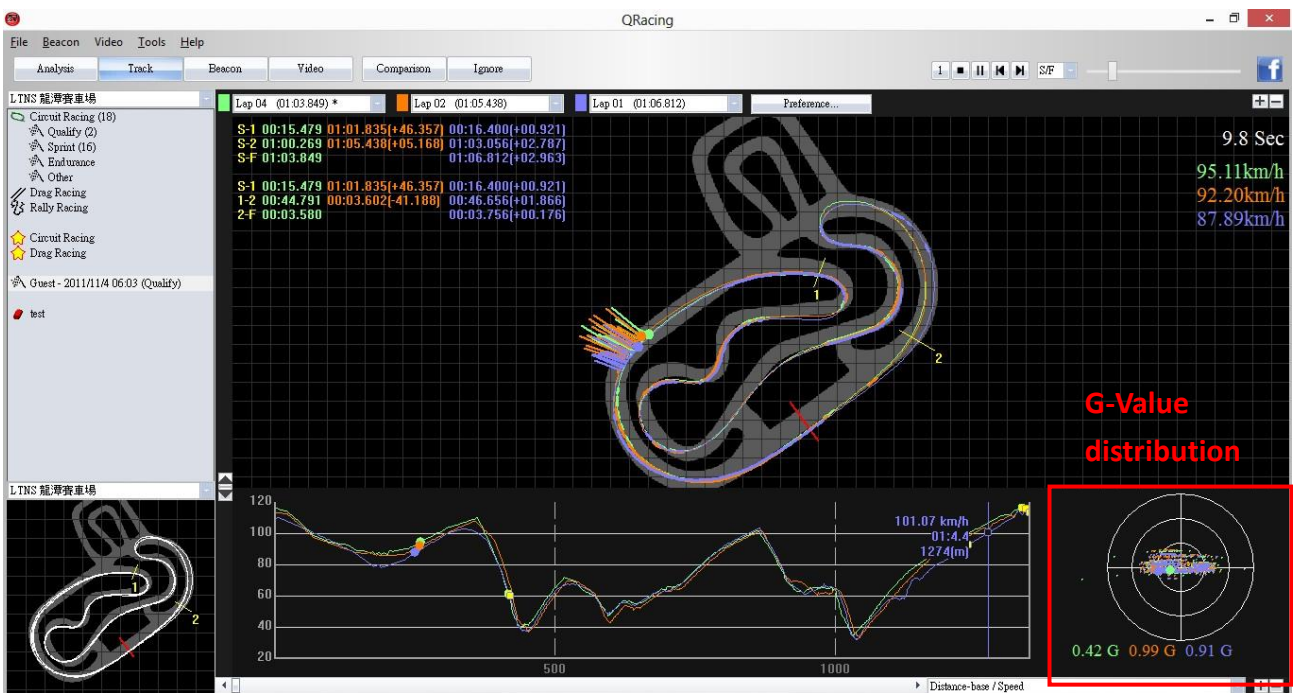 QRacing
File Beacon Video Tools Help
Analysis Track Beacon Video Comparison Ignore 1 S/F
LTNS 龍潭賽車場
Lap 04 (01:03.849) * Lap 02 (01:05.438) Lap 01 (01:06.812) Preference...
Circuit Racing (18)
Qualify (2)
Sprint (16)
Endurance
Other
Drag Racing
Rally Racing
Circuit Racing
Drag Racing
Guest - 2011/11/4 06:03 (Qualify)
test
S-1 00:15.479 01:01.835(+46.357) 00:16.400(+00.921)
S-2 01:00.269 01:05.438(+05.168) 01:03.056(+02.787)
S-F 01:03.849 01:06.812(+02.963)
S-1 00:15.479 01:01.835(+46.357) 00:16.400(+00.921)
1-2 00:44.791 00:03.602(-41.188) 00:46.656(+01.866)
2-F 00:03.580 00:03.756(+00.176)
9.8 Sec
95.11km/h
92.20km/h
87.89km/h
1
2
G-Value
distribution
LTNS 龍潭賽車場
1
2
120
100
80
60
40
20
500
1000
101.07 km/h
01:4.4
1274(m)
0.42 G 0.99 G 0.91 G
Distance-base / Speed